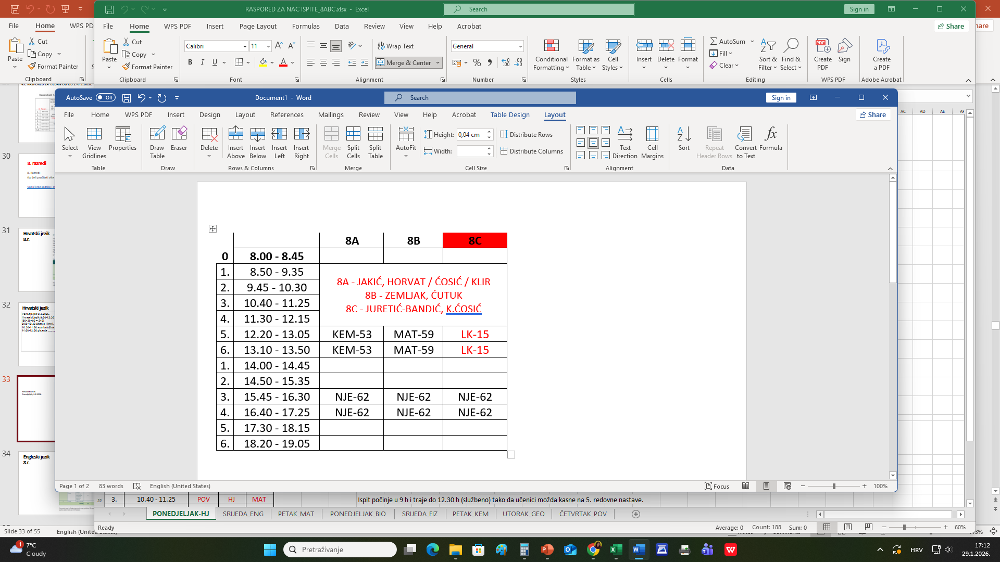 RASPORED ZA NAC ISPITE_8ABC.xlsx - Excel
Search
Sign in
File Home WPS PD
File Home WPS PDF Insert Page Layout Formulas Data Review View Help Acrobat
Share
Paste
Cut
Copy
Format Painter
Clipboard
Paste
Cut
Copy
Format Painter
Clipboard
Calibri 11
B I U
Font
Wrap Text
Merge & Center
Alignment
General
Number
Conditional Formatting
Format as Table
Cell Styles
Styles
Insert Delete Format
Cells
AutoSum
Fill
Clear
Sort & Filter
Find & Select
Editing
Create PDF
Sign
WPS PDF
Create a PDF
Adobe Acrobat
AutoSave Off
Document1 - Word
Search
Sign in
File Home WPS PDF Insert Design Layout References Mailings Review View Help Acrobat Table Design Layout
Share
Select
View Gridlines
Properties
Table
Draw Table
Eraser
Draw
Delete
Insert Above
Insert Below
Insert Left
Insert Right
Rows & Columns
Merge Cells
Split Cells
Split Table
Merge
AutoFit
Height: 0,04 cm
Width:
Distribute Rows
Distribute Columns
Cell Size
Text Direction
Cell Margins
Alignment
Sort
Repeat Header Rows
Convert to Text
Formula
Data
AC AD AE AF
30
8. razredi
8. Razredi
31
Hrvatski jezik
8.r.
32
Hrvatski jezik
Ponedjeljak 9.3.2026.
33
34
Engleski jezik
8.r.
8A 8B 8C
0 8.00 - 8.45
1. 8.50 - 9.35
2. 9.45 - 10.30
3. 10.40 - 11.25
4. 11.30 - 12.15
8A - JAKIĆ, HORVAT / ĆOSIĆ / KLIR
8B - ZEMLJAK, ĆUTUK
8C - JURETIĆ-BANDIĆ, K.ĆOSIĆ
5. 12.20 - 13.05 KEM-53 MAT-59 LK-15
6. 13.10 - 13.50 KEM-53 MAT-59 LK-15
1. 14.00 - 14.45
2. 14.50 - 15.35
3. 15.45 - 16.30 NJE-62 NJE-62 NJE-62
4. 16.40 - 17.25 NJE-62 NJE-62 NJE-62
5. 17.30 - 18.15
6. 18.20 - 19.05
Page 1 of 2 83 words English (United States)
Focus
100%
22 3. 10.40 - 11.25 POV HJ MAT Ispit počinje u 9 h i traje do 12.30 h (službeno) tako da učenici možda kasne na 5. redovne nastave.
PONEDJELJAK-HJ SRIJEDA_ENG PETAK_MAT PONEDJELJAK_BIO SRIJEDA_FIZ PETAK_KEM UTORAK_GEO ČETVRTAK_POV
Ready
Average: 0 Count: 188 Sum: 0
60%
Slide 33 of 55
1
7°C
Cloudy
Pretraživanje
HRV
17:12
29.1.2026.